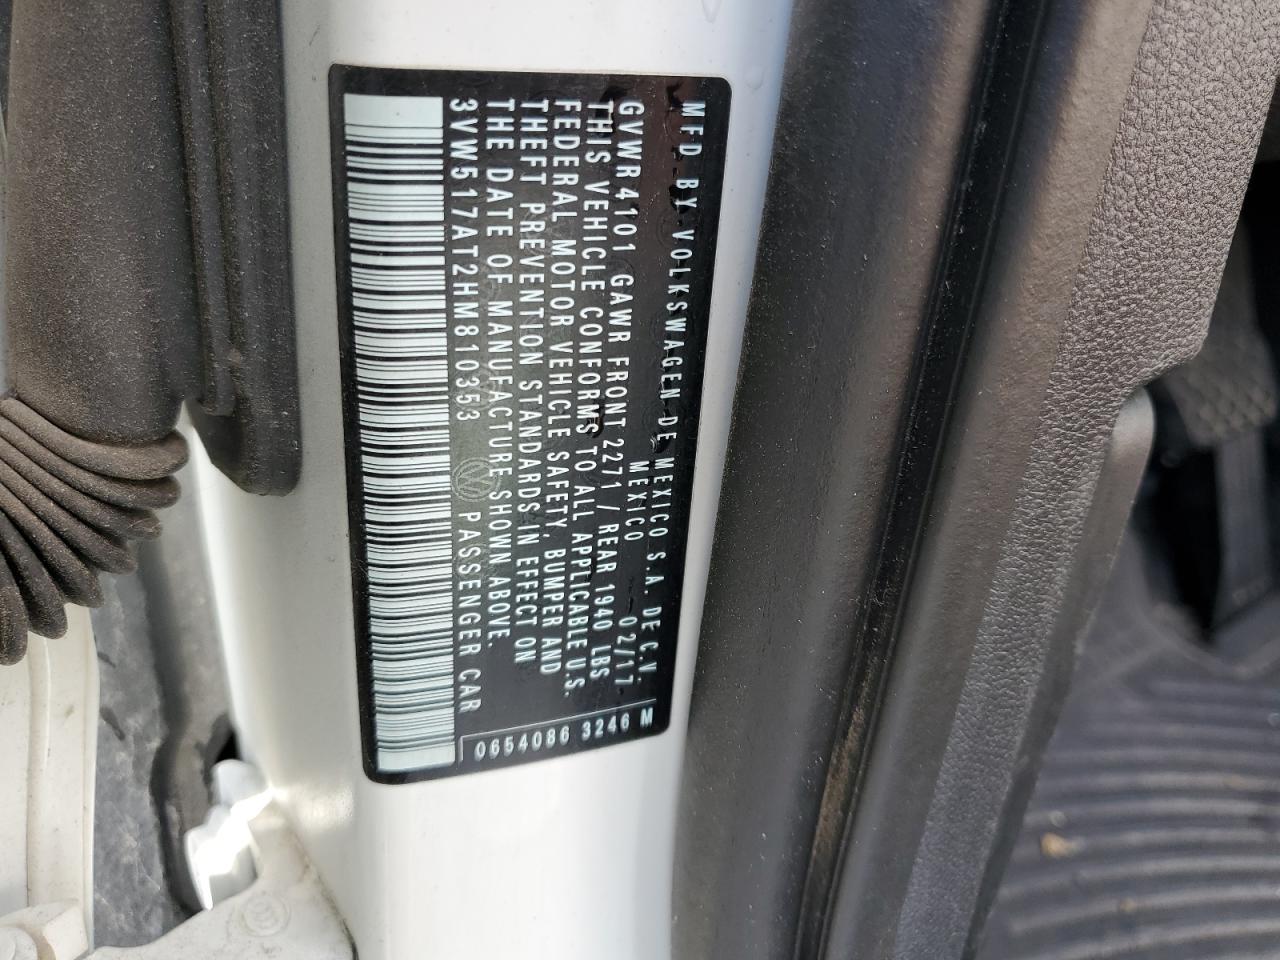 MFD BY VOLKSWAGEN DE MEXICO S.A. DE C.V.
MEXICO 02/17
GVWR 4101 GAWR FRONT 2271 / REAR 1940 LBS
THIS VEHICLE CONFORMS TO ALL APPLICABLE U.S.
FEDERAL MOTOR VEHICLE SAFETY, BUMPER AND
THEFT PREVENTION STANDARDS IN EFFECT ON
THE DATE OF MANUFACTURE SHOWN ABOVE.
3VW517AT2HM810353 PASSENGER CAR
0654086 3246 M